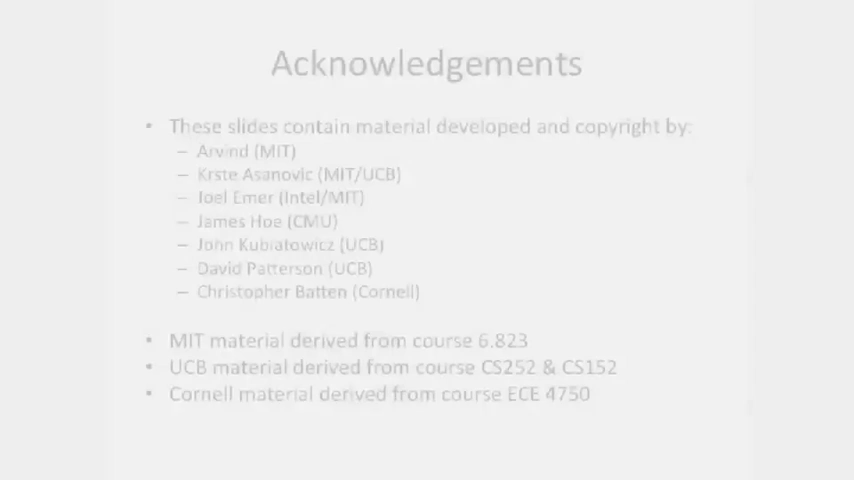 Acknowledgements
• These slides contain material developed and copyright by:
– Arvind (MIT)
– Krste Asanovic (MIT/UCB)
– Joel Emer (Intel/MIT)
– James Hoe (CMU)
– John Kubiatowicz (UCB)
– David Patterson (UCB)
– Christopher Batten (Cornell)
• MIT material derived from course 6.823
• UCB material derived from course CS252 & CS152
• Cornell material derived from course ECE 4750